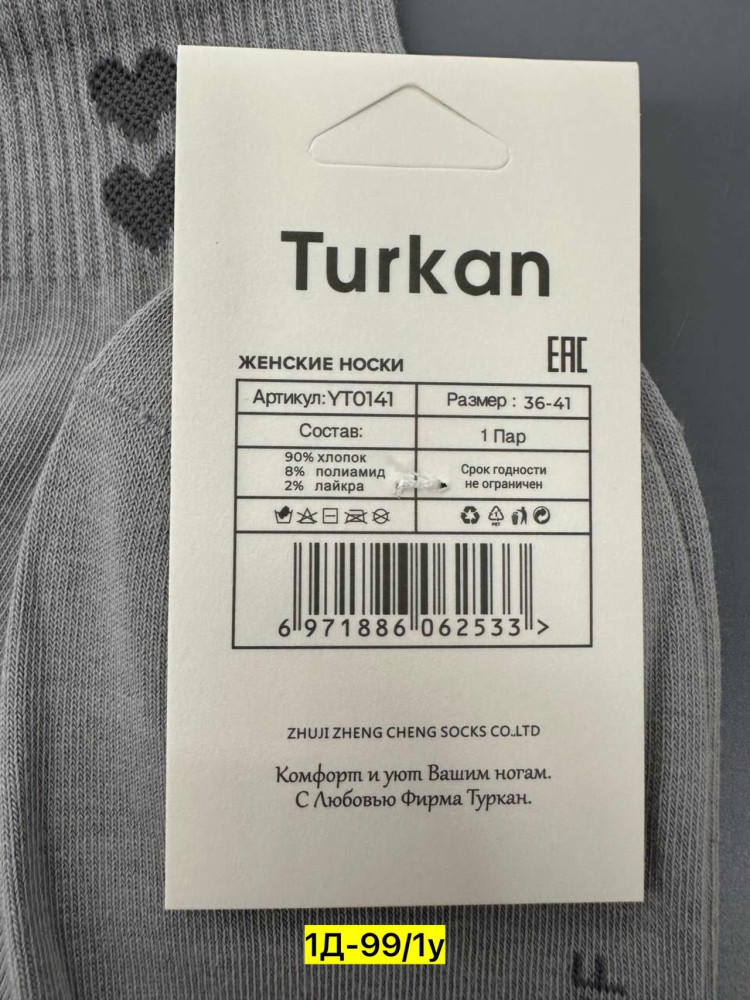 Turkan
ЖЕНСКИЕ НОСКИ
EAC
Артикул: YT0141
Размер : 36-41
Состав:
1 Пар
90% хлопок
8% полиамид
2% лайкра
Срок годности
не ограничен
6 971886 062533 >
ZHUJI ZHENG CHENG SOCKS CO.LTD
Комфорт и уют Вашим ногам.
С Любовью Фирма Туркан.
1Д-99/1у